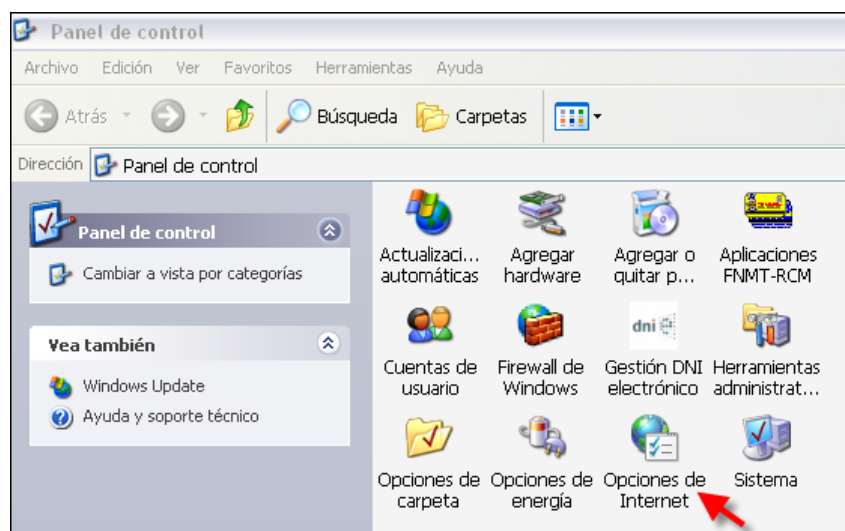 Panel de control
Archivo Edición Ver Favoritos Herramientas Ayuda
Atrás Búsqueda Carpetas
Dirección Panel de control
Panel de control
Cambiar a vista por categorías
Vea también
Windows Update
Ayuda y soporte técnico
Actualizaci... automáticas
Agregar hardware
Agregar o quitar p...
Aplicaciones FNMT-RCM
Cuentas de usuario
Firewall de Windows
dni
Gestión DNI electrónico
Herramientas administrat...
Opciones de carpeta
Opciones de energía
Opciones de Internet
Sistema